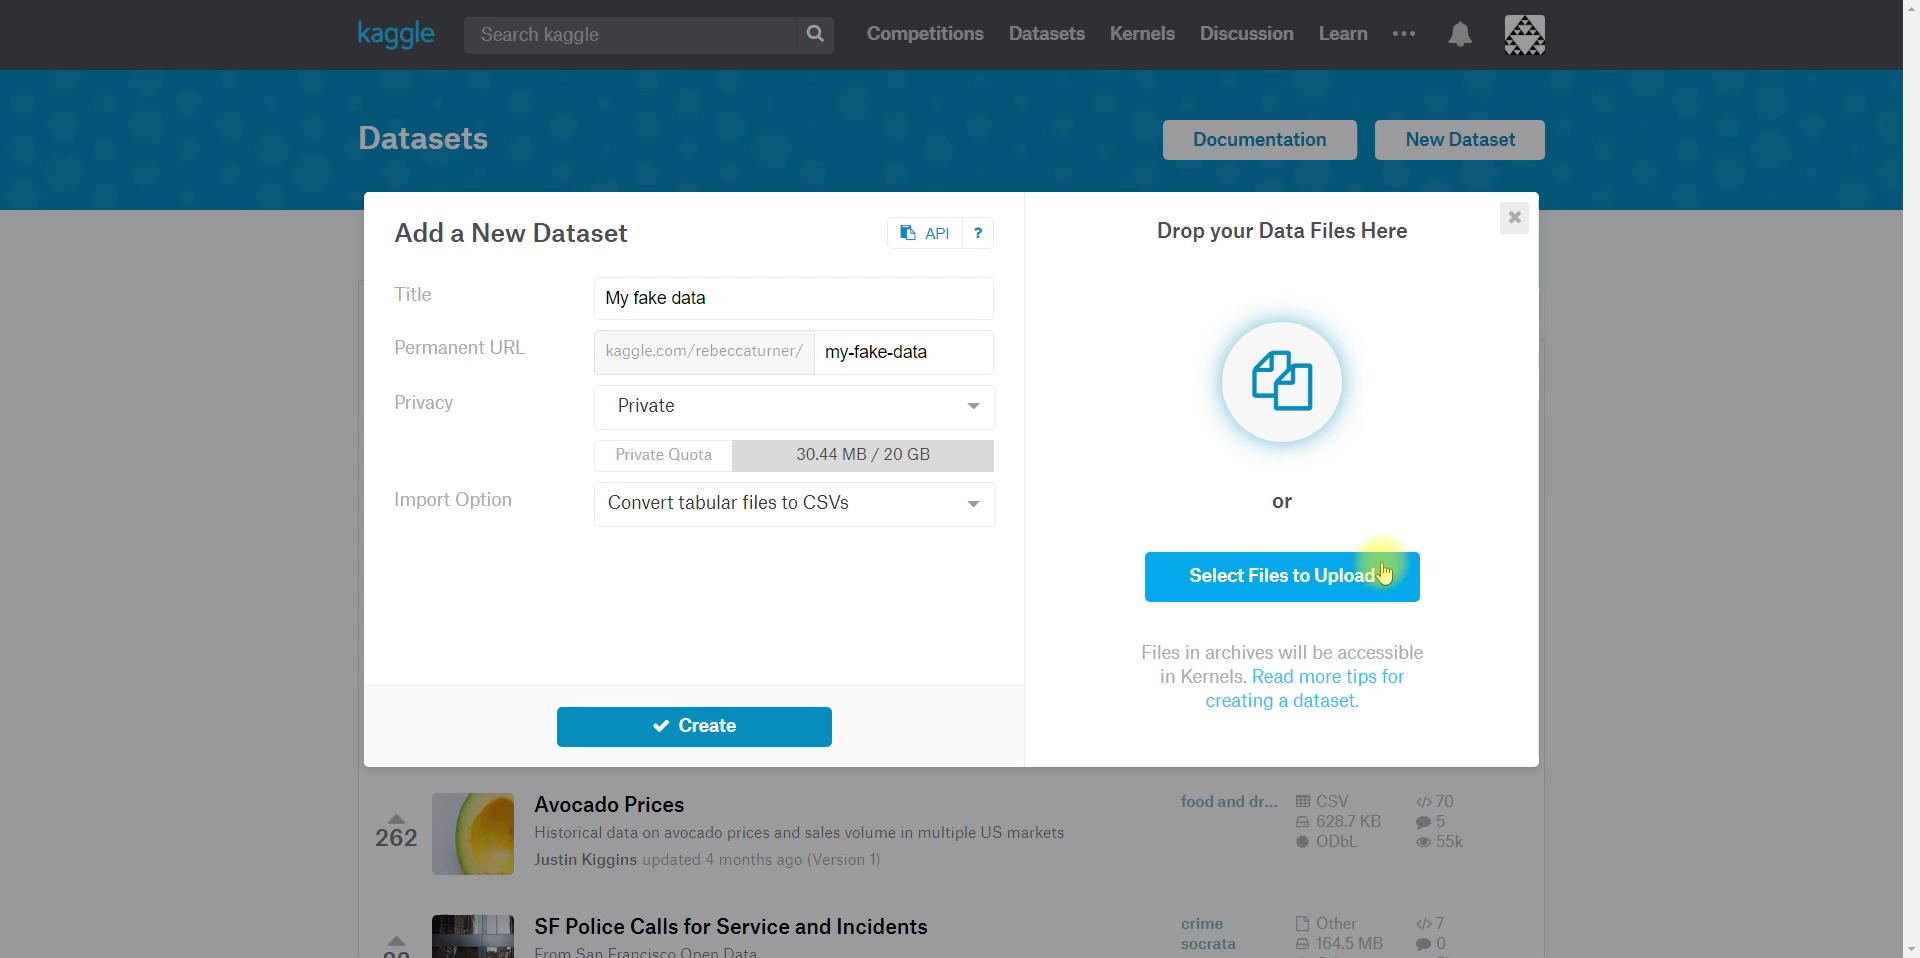 kaggle
Search kaggle
Competitions
Datasets
Kernels
Discussion
Learn
Datasets
Documentation
New Dataset
Add a New Dataset
API
?
Title
My fake data
Permanent URL
kaggle.com/rebeccaturner/
my-fake-data
Privacy
Private
Private Quota
30.44 MB / 20 GB
Import Option
Convert tabular files to CSVs
Create
Drop your Data Files Here
or
Select Files to Upload
Files in archives will be accessible
in Kernels. Read more tips for
creating a dataset.
262
Avocado Prices
Historical data on avocado prices and sales volume in multiple US markets
Justin Kiggins updated 4 months ago (Version 1)
food and dr...
CSV
628.7 KB
ODbL
70
5
55k
SF Police Calls for Service and Incidents
From San Francisco Open Data
crime
socrata
Other
164.5 MB
7
0